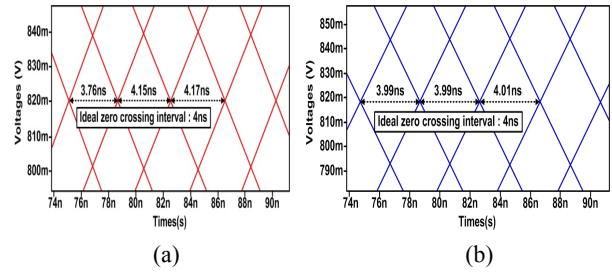 840m
830m
820m
810m
800m
Voltages (V)
3.76ns 4.15ns 4.17ns
Ideal zero crossing interval : 4ns
74n 76n 78n 80n 82n 84n 86n 88n 90n
Times(s)
(a)
850m
840m
830m
820m
810m
800m
790m
Voltages (V)
3.99ns 3.99ns 4.01ns
Ideal zero crossing interval : 4ns
74n 76n 78n 80n 82n 84n 86n 88n 90n
Times(s)
(b)